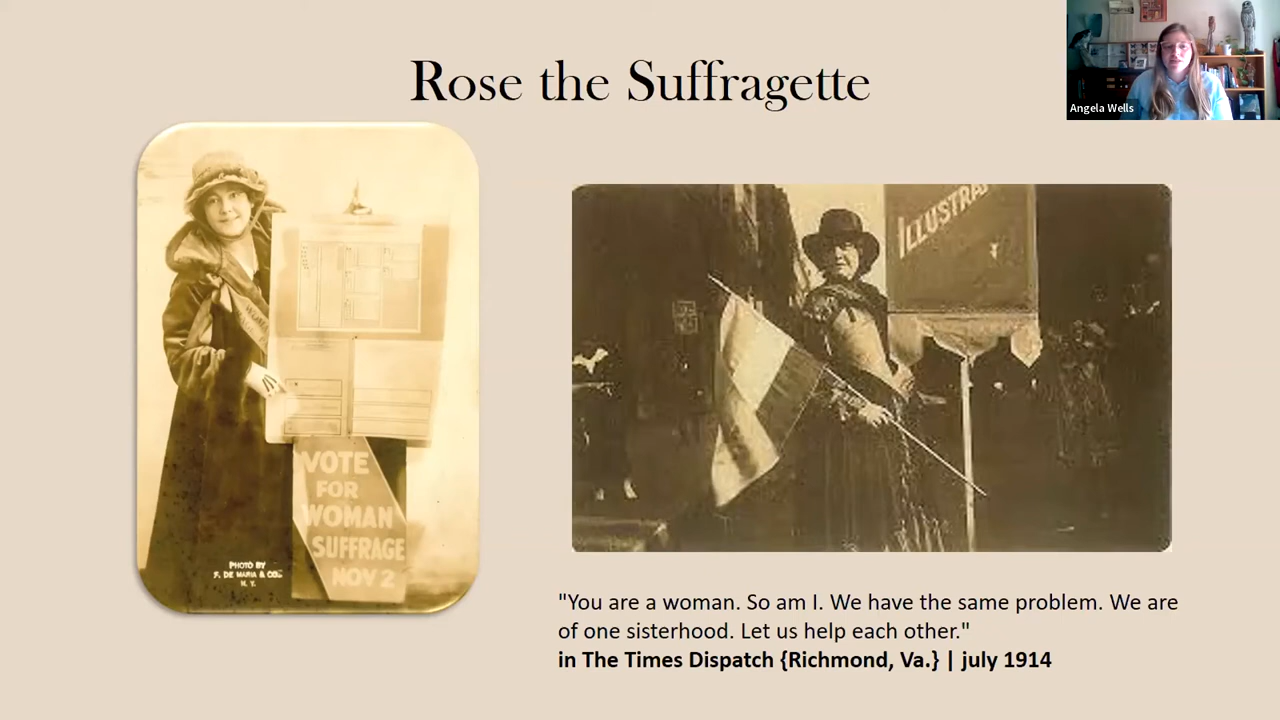 Rose the Suffragette
Angela Wells
ILLUSTRA
VOTE
FOR
WOMAN
SUFFRAGE
NOV 2
PHOTO BY
F. DE MARIA & CO.
N. Y.
"You are a woman. So am I. We have the same problem. We are
of one sisterhood. Let us help each other."
in The Times Dispatch {Richmond, Va.} | july 1914